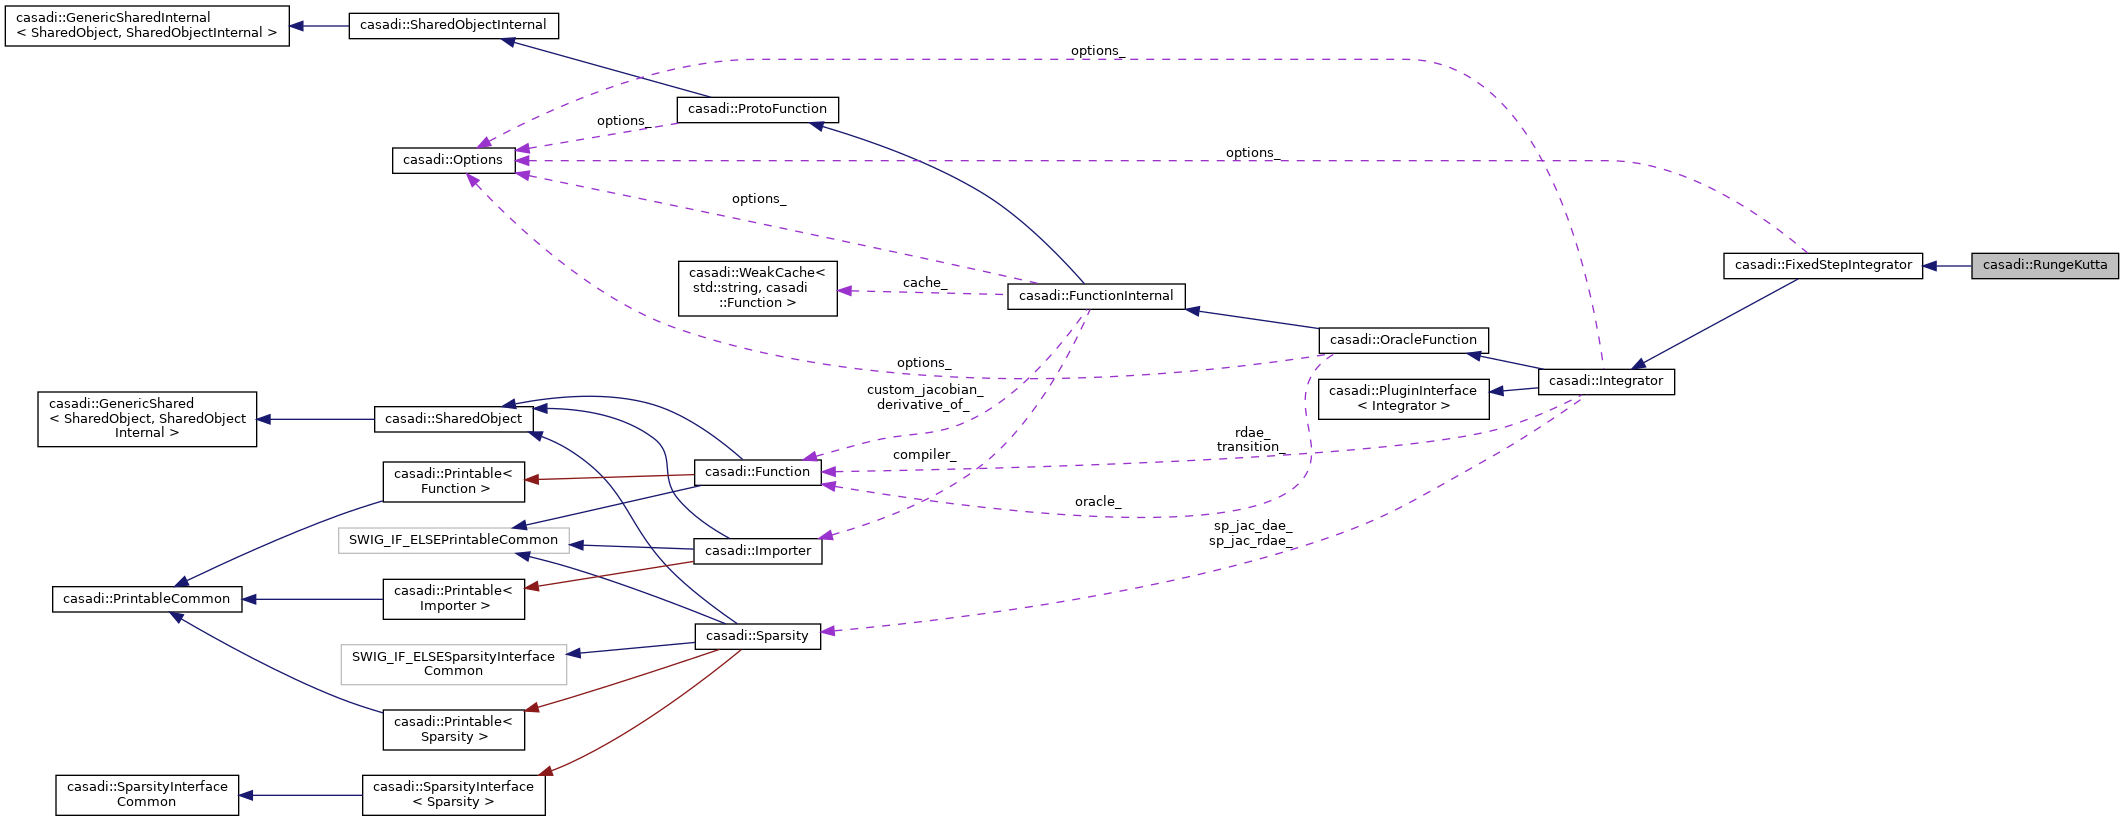 casadi::GenericSharedInternal
< SharedObject, SharedObjectInternal >
casadi::SharedObjectInternal
options_
casadi::ProtoFunction
options_
casadi::Options
options_
options_
casadi::WeakCache<
std::string, casadi
::Function >
cache_
casadi::FunctionInternal
casadi::FixedStepIntegrator
casadi::RungeKutta
casadi::OracleFunction
options_
casadi::Integrator
casadi::PluginInterface
< Integrator >
custom_jacobian_
derivative_of_
casadi::GenericShared
< SharedObject, SharedObject
Internal >
casadi::SharedObject
rdae_
transition_
compiler_
casadi::Printable<
Function >
casadi::Function
oracle_
SWIG_IF_ELSEPrintableCommon
casadi::Importer
sp_jac_dae_
sp_jac_rdae_
casadi::PrintableCommon
casadi::Printable<
Importer >
casadi::Sparsity
SWIG_IF_ELSESparsityInterface
Common
casadi::Printable<
Sparsity >
casadi::SparsityInterface
Common
casadi::SparsityInterface
< Sparsity >